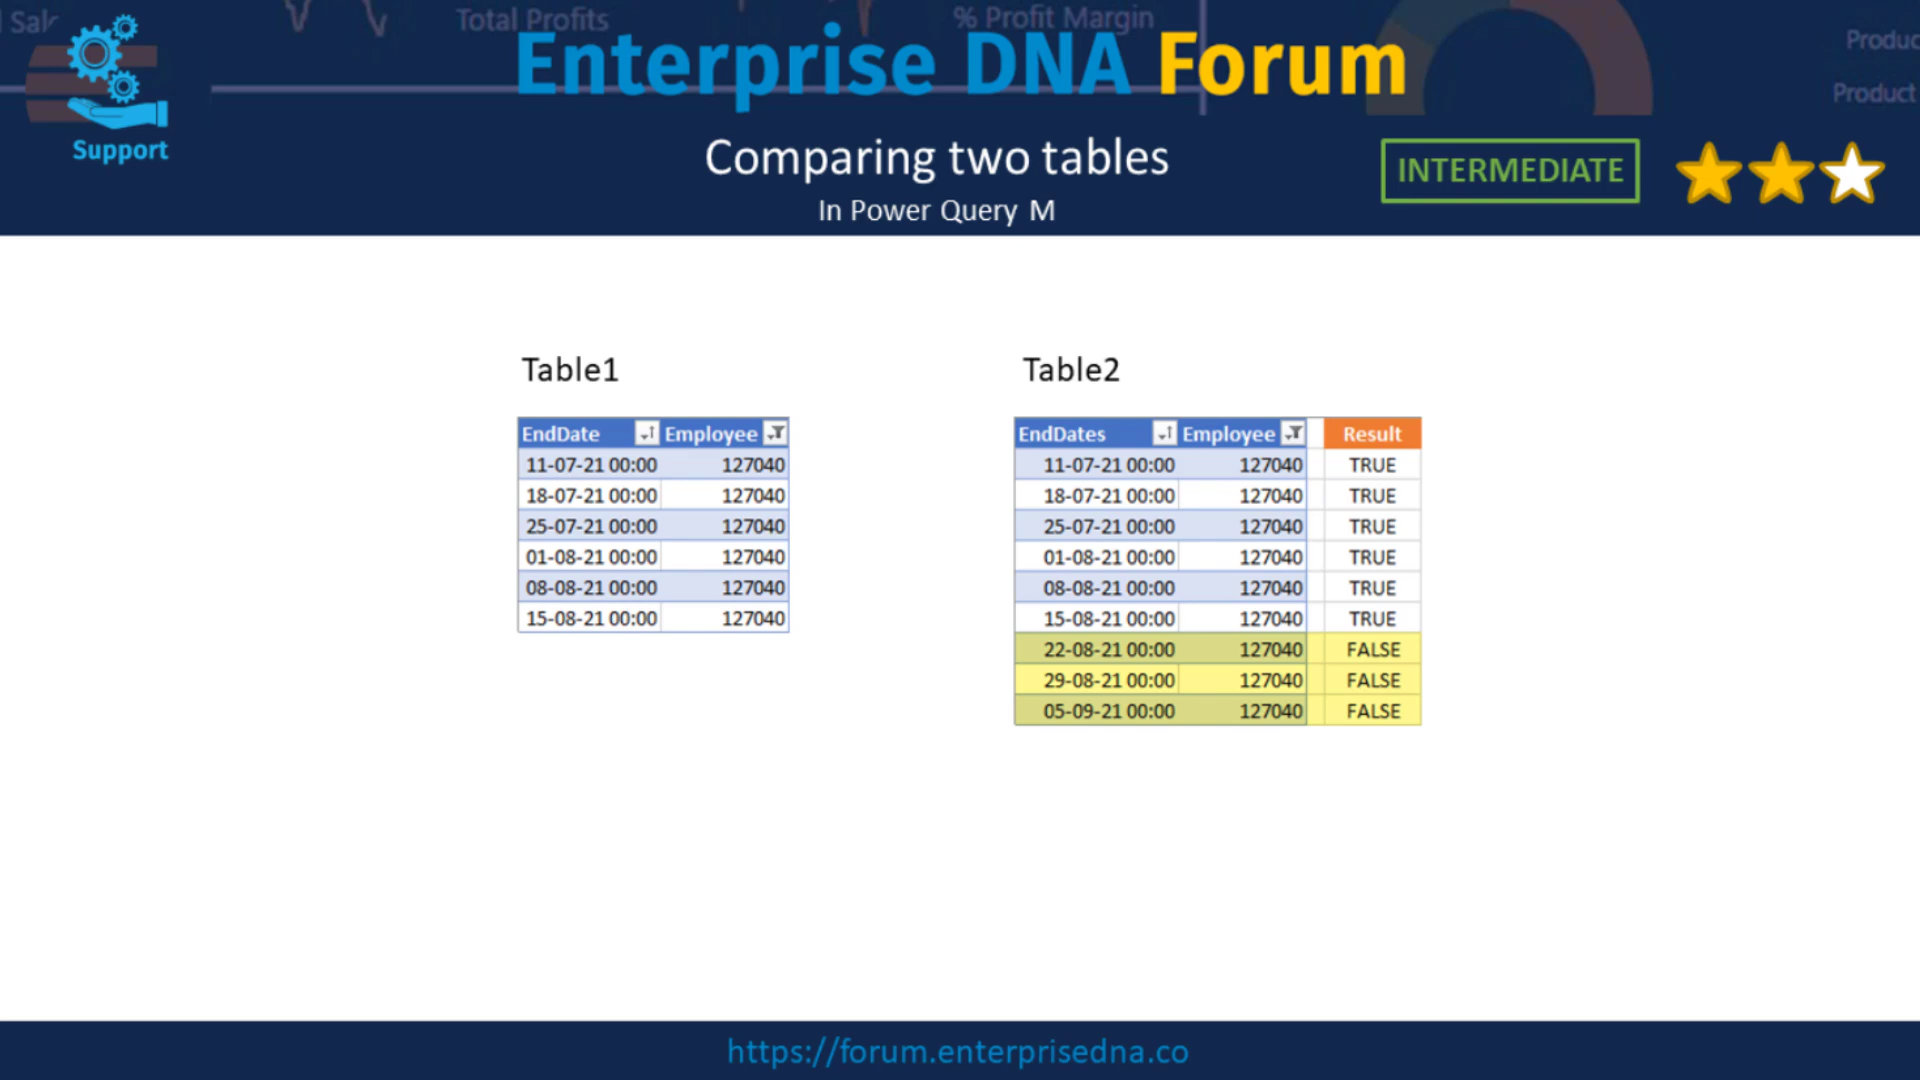 Total Profits
% Profit Margin
Enterprise DNA Forum
Product
Support
Comparing two tables
In Power Query M
INTERMEDIATE
Table1
EndDate Employee
11-07-21 00:00 127040
18-07-21 00:00 127040
25-07-21 00:00 127040
01-08-21 00:00 127040
08-08-21 00:00 127040
15-08-21 00:00 127040
Table2
EndDates Employee Result
11-07-21 00:00 127040 TRUE
18-07-21 00:00 127040 TRUE
25-07-21 00:00 127040 TRUE
01-08-21 00:00 127040 TRUE
08-08-21 00:00 127040 TRUE
15-08-21 00:00 127040 TRUE
22-08-21 00:00 127040 FALSE
29-08-21 00:00 127040 FALSE
05-09-21 00:00 127040 FALSE
https://forum.enterprisedna.co